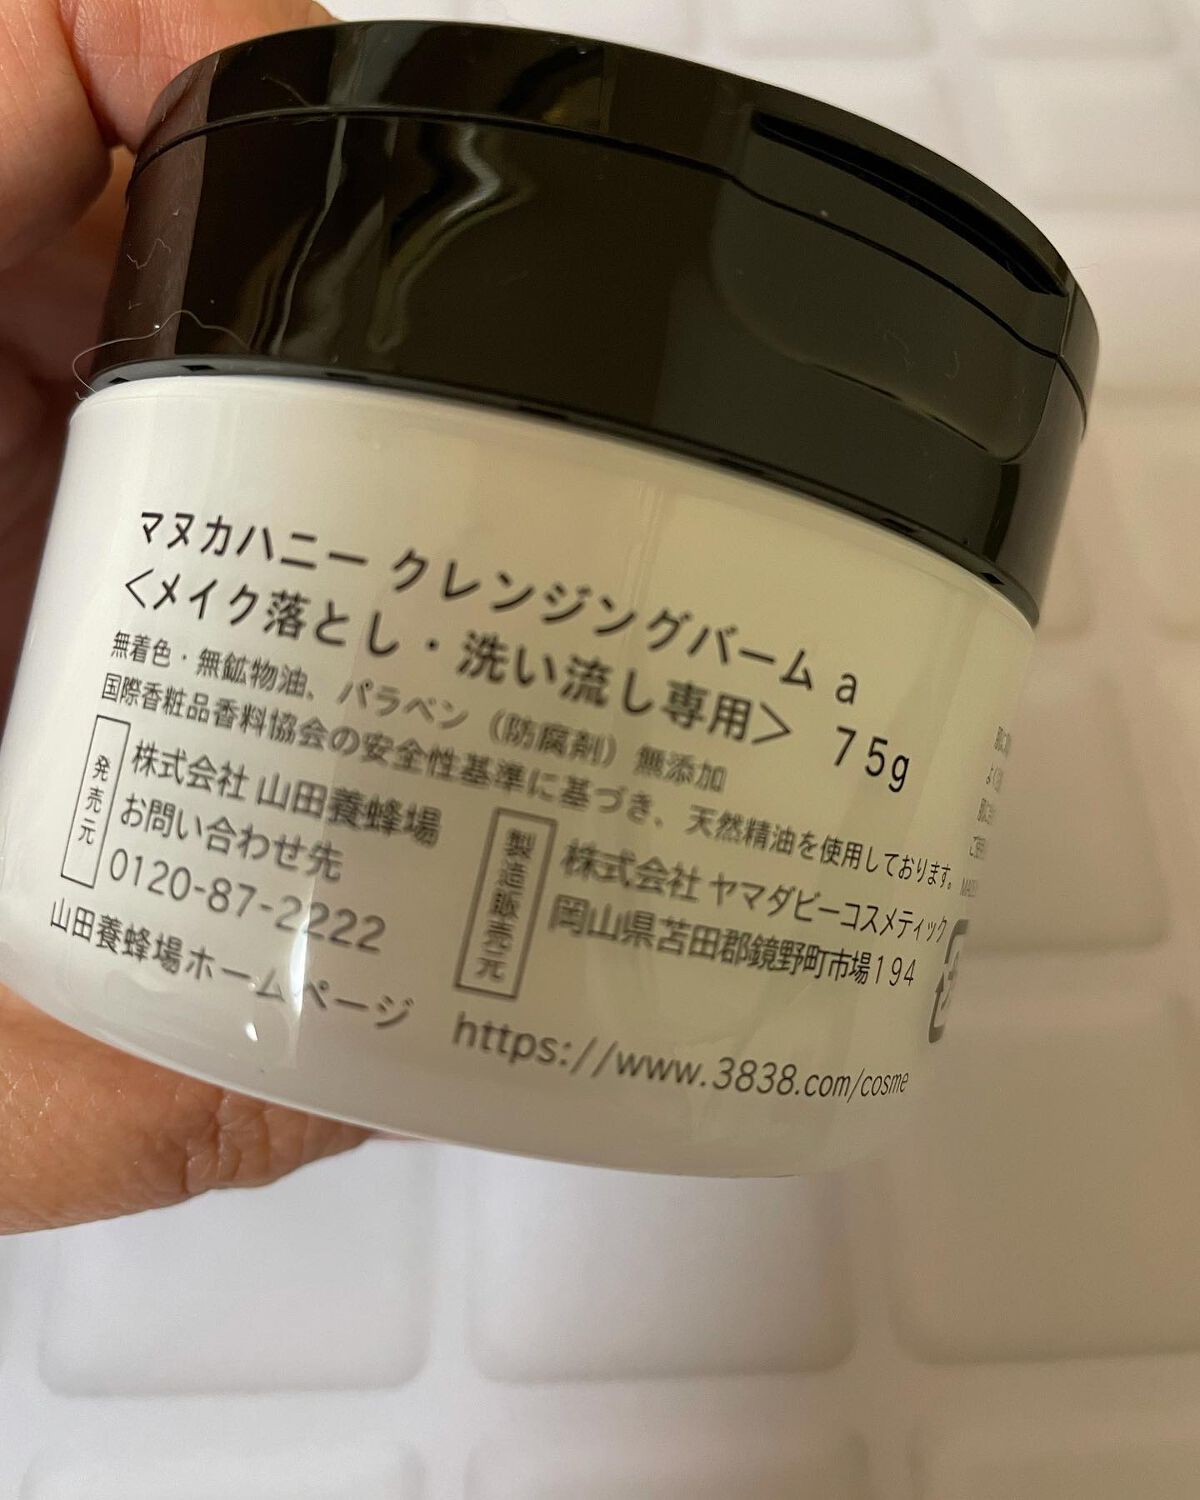 マヌカハニー クレンジングバーム a
<メイク落とし・洗い流し専用> 75g
無着色・無鉱物油、パラベン（防腐剤）無添加
国際香粧品香料協会の安全性基準に基づき、天然精油を使用しております。
発売元
株式会社 山田養蜂場
お問い合わせ先
0120-87-2222
製造販売元
株式会社 ヤマダビーコスメティック
岡山県苫田郡鏡野町市場194
山田養蜂場ホームページ https://www.3838.com/cosme